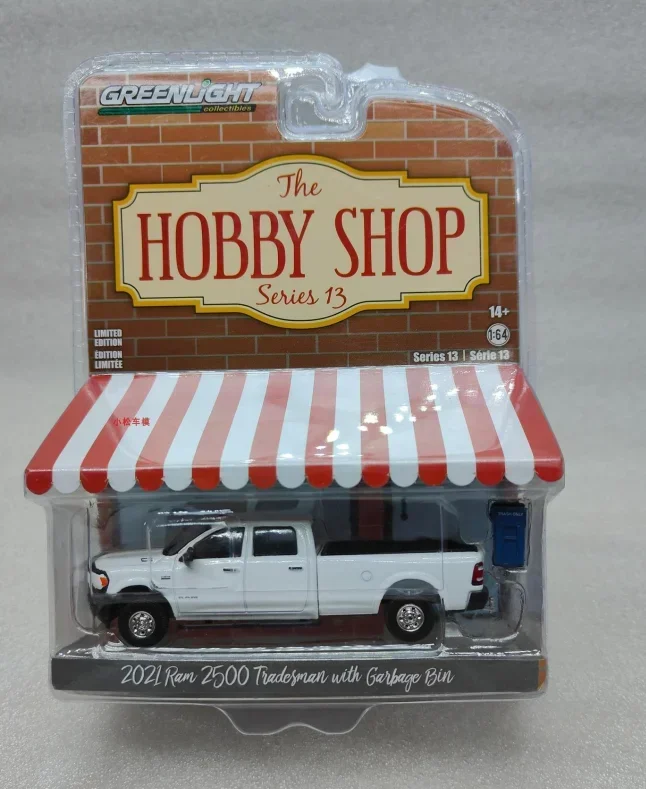 GREENLiGHT
collectibles
The
HOBBY SHOP
Series 13
14+
1:64
LIMITED
EDITION
ÉDITION
LIMITÉE
Series 13 | Série 13
小松车模
2021 Ram 2500 Tradesman with Garbage Bin